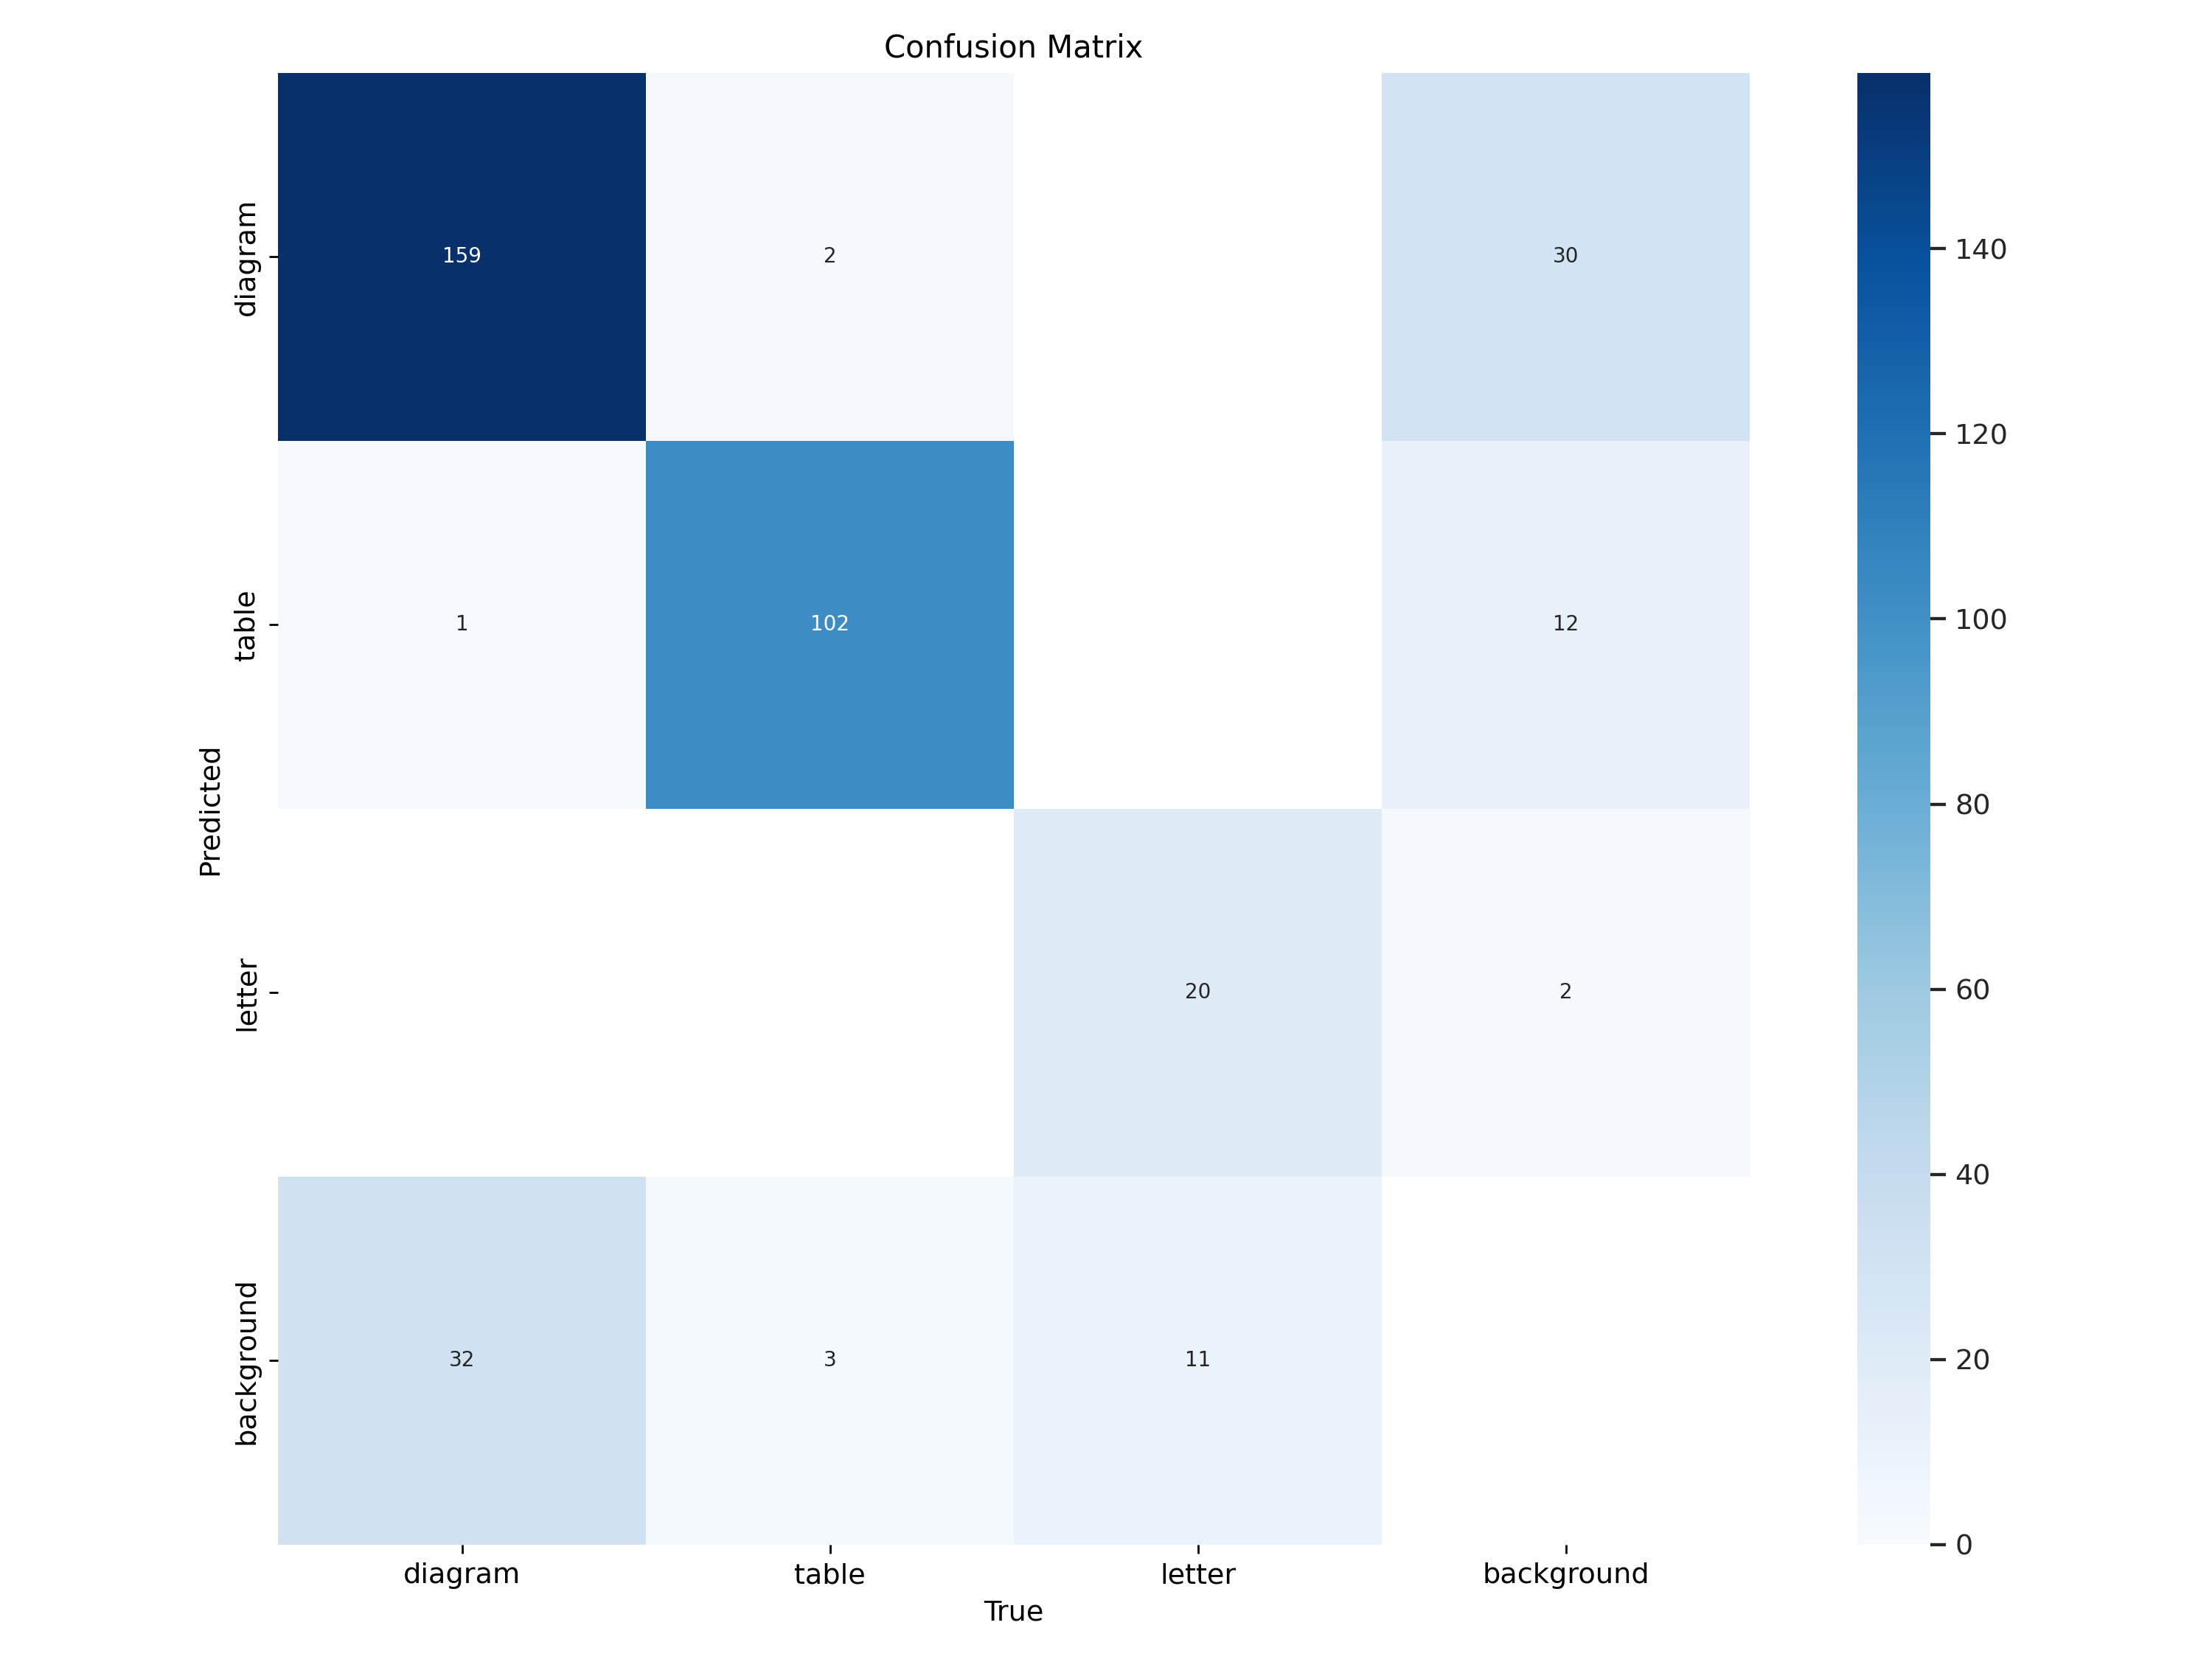 Confusion Matrix
diagram
159
2
30
140
120
table
1
102
12
100
80
Predicted
letter
20
2
60
40
background
32
3
11
20
0
diagram
table
letter
background
True